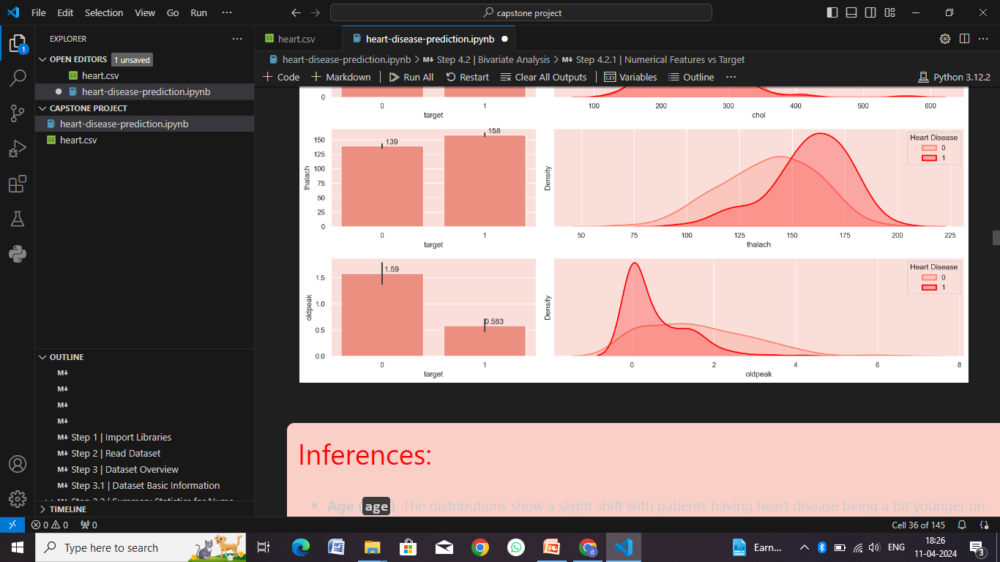 File Edit Selection View Go Run ··· capstone project
EXPLORER ···
OPEN EDITORS 1 unsaved
heart.csv
heart-disease-prediction.ipynb
CAPSTONE PROJECT
heart-disease-prediction.ipynb
heart.csv
OUTLINE
M↓
M↓
M↓
M↓
M↓ Step 1 | Import Libraries
M↓ Step 2 | Read Dataset
M↓ Step 3 | Dataset Overview
M↓ Step 3.1 | Dataset Basic Information
TIMELINE
heart.csv heart-disease-prediction.ipynb
heart-disease-prediction.ipynb > M↓ Step 4.2 | Bivariate Analysis > M↓ Step 4.2.1 | Numerical Features vs Target
+ Code + Markdown Run All Restart Clear All Outputs Variables Outline ··· Python 3.12.2
0
0 1
target
100 200 300 400 500 600
chol
150
125
100
75
50
25
0
thalach
139 158
0 1
target
Density
Heart Disease
0
1
50 75 100 125 150 175 200 225
thalach
1.5
1.0
0.5
0.0
oldpeak
1.59
0.583
0 1
target
Density
Heart Disease
0
1
0 2 4 6 8
oldpeak
Inferences:
• Age (age): The distributions show a slight shift with patients having heart disease being a bit younger on
0 0 0 Cell 36 of 145
1
Type here to search Earn... ENG 18:26
11-04-2024
3